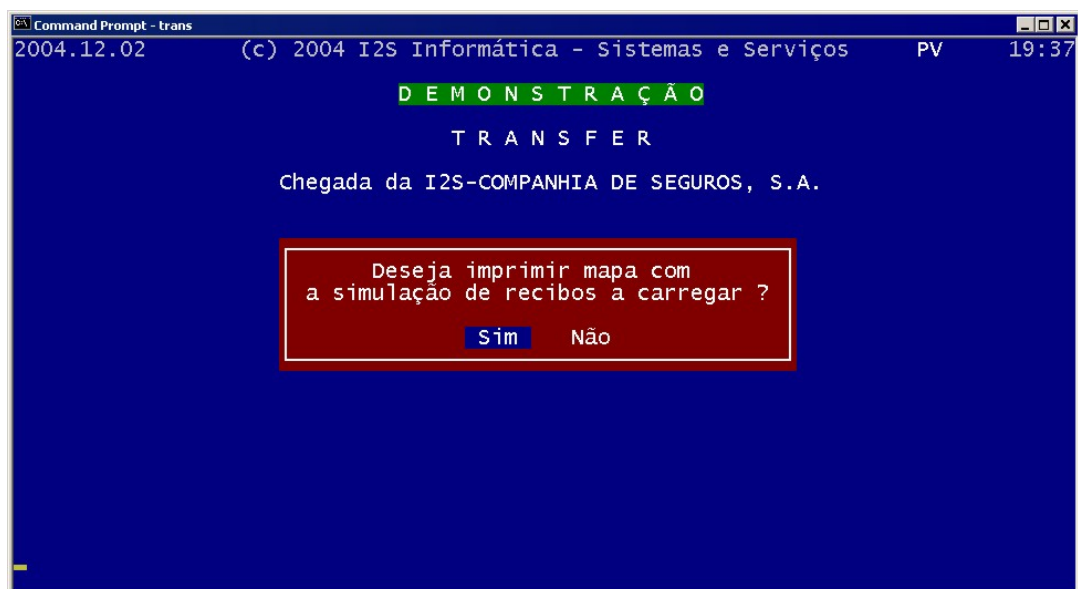 Command Prompt - trans
2004.12.02 (c) 2004 I2S Informática - Sistemas e Serviços PV 19:37
D E M O N S T R A Ç Ã O
T R A N S F E R
Chegada da I2S-COMPANHIA DE SEGUROS, S.A.
Deseja imprimir mapa com
a simulação de recibos a carregar ?
Sim Não